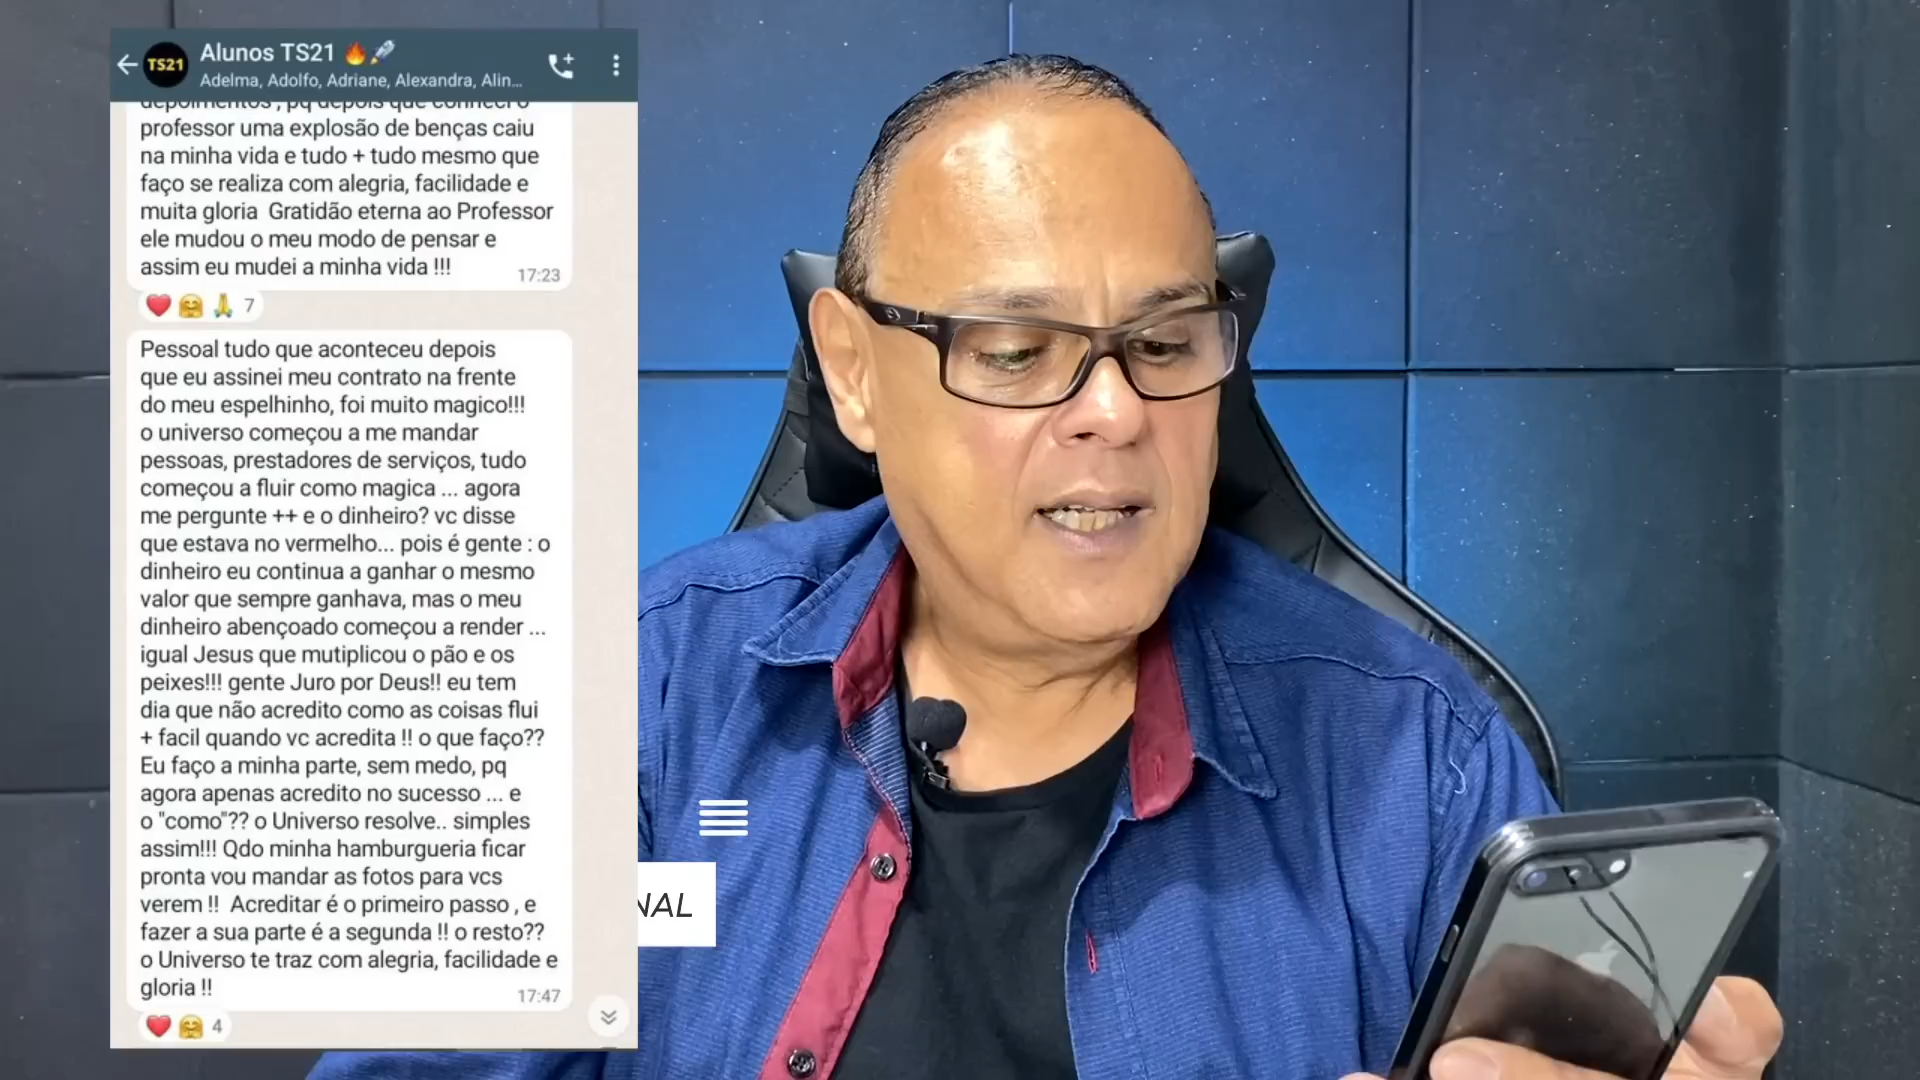 Alunos TS21
TS21
Adelma, Adolfo, Adriane, Alexandra, Alin...
depoimentos , pq depois que conheci o
professor uma explosão de benças caiu
na minha vida e tudo + tudo mesmo que
faço se realiza com alegria, facilidade e
muita gloria  Gratidão eterna ao Professor
ele mudou o meu modo de pensar e
assim eu mudei a minha vida !!!
17:23
7
Pessoal tudo que aconteceu depois
que eu assinei meu contrato na frente
do meu espelhinho, foi muito magico!!!
o universo começou a me mandar
pessoas, prestadores de serviços, tudo
começou a fluir como magica ... agora
me pergunte ++ e o dinheiro? vc disse
que estava no vermelho... pois é gente : o
dinheiro eu continua a ganhar o mesmo
valor que sempre ganhava, mas o meu
dinheiro abençoado começou a render ...
igual Jesus que mutiplicou o pão e os
peixes!!! gente Juro por Deus!! eu tem
dia que não acredito como as coisas flui
+ facil quando vc acredita !! o que faço??
Eu faço a minha parte, sem medo, pq
agora apenas acredito no sucesso ... e
o "como"?? o Universo resolve.. simples
assim!!! Qdo minha hamburgueria ficar
pronta vou mandar as fotos para vcs
verem !!  Acreditar é o primeiro passo , e
fazer a sua parte é a segunda !! o resto??
o Universo te traz com alegria, facilidade e
gloria !!
17:47
4
NAL